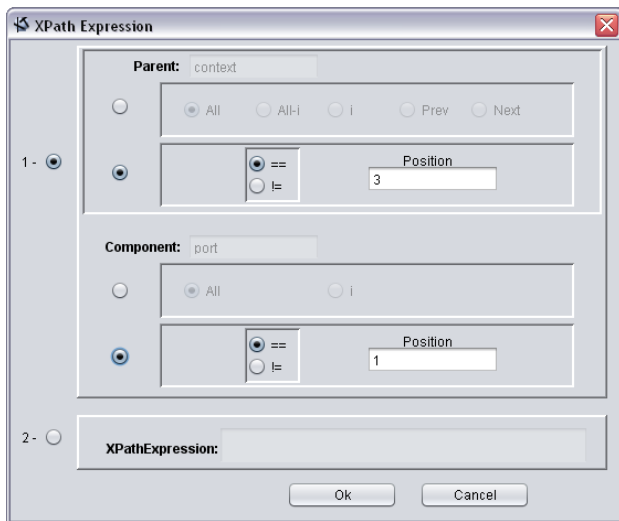 XPath Expression
Parent: context
All All-i i Prev Next
1 -
== Position
!= 3
Component: port
All i
== Position
!= 1
2 -
XPathExpression:
Ok Cancel